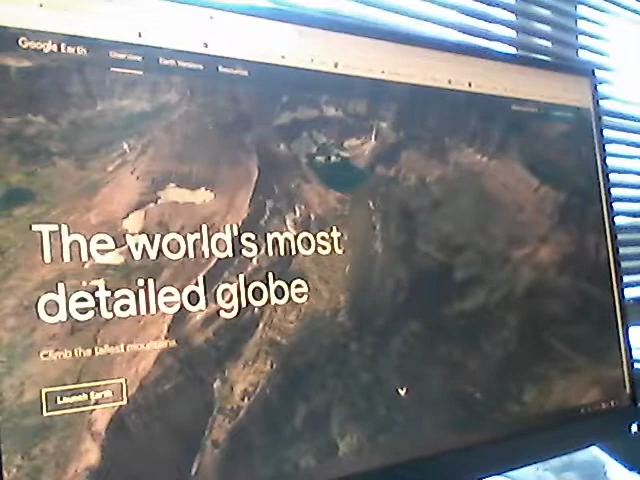 Google Earth
Overview Earth Versions Resources
The world's most
detailed globe
Climb the tallest mountains
Launch Earth